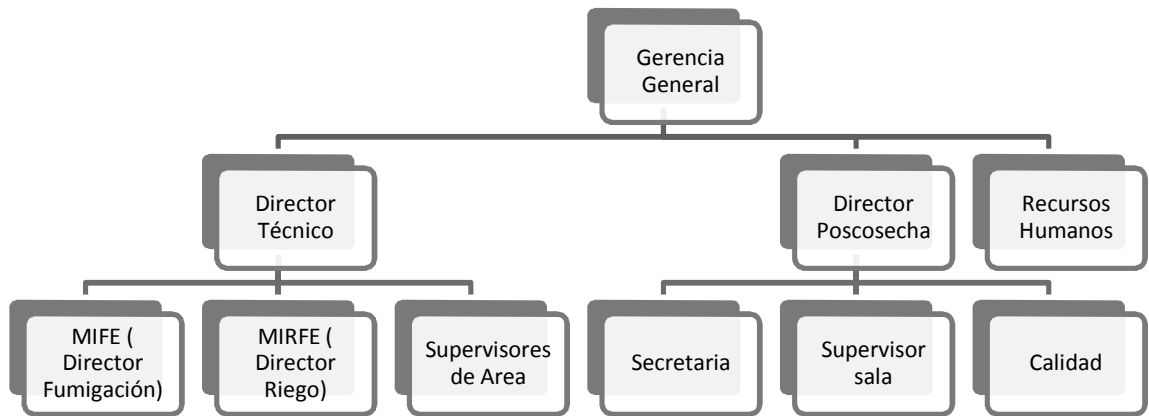 Gerencia
General
Director
Técnico
Director
Poscosecha
Recursos
Humanos
MIFE (
Director
Fumigación)
MIRFE (
Director
Riego)
Supervisores
de Area
Secretaria
Supervisor
sala
Calidad